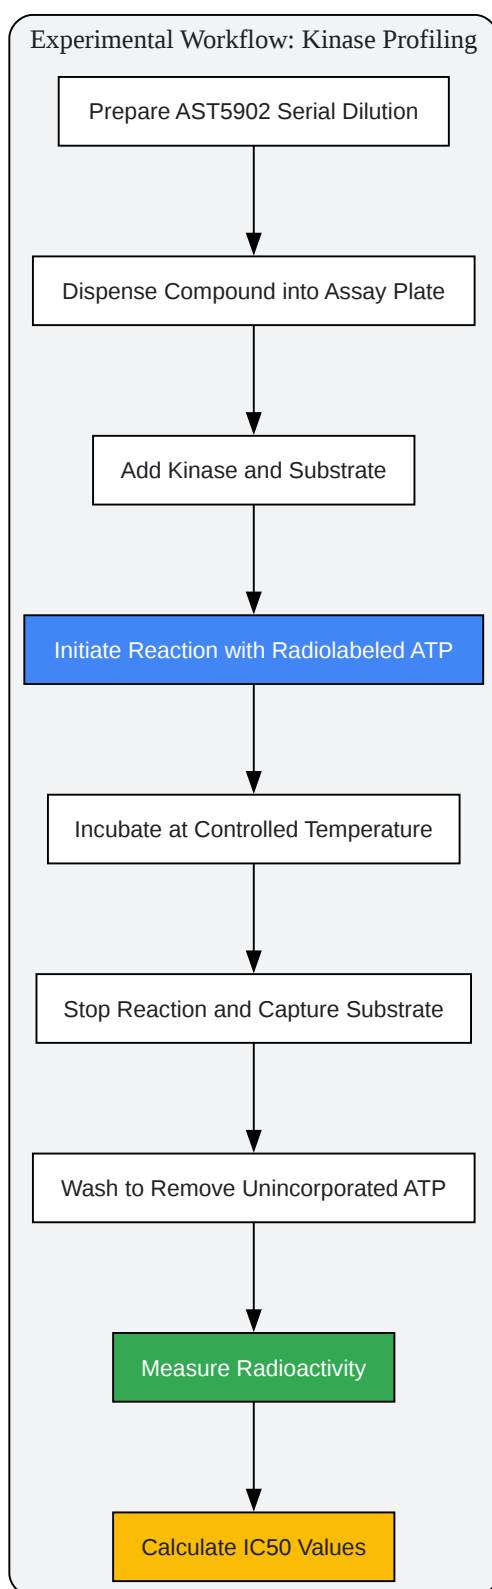 Experimental Workflow: Kinase Profiling
Prepare AST5902 Serial Dilution
Dispense Compound into Assay Plate
Add Kinase and Substrate
Initiate Reaction with Radiolabeled ATP
Incubate at Controlled Temperature
Stop Reaction and Capture Substrate
Wash to Remove Unincorporated ATP
Measure Radioactivity
Calculate IC50 Values